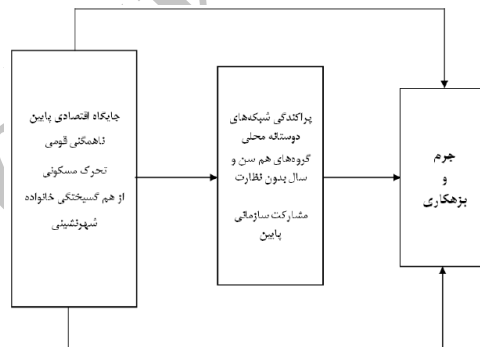 جایگاه اقتصادی پایین
ناهمگنی قومی
تحرک مسکونی
از هم گسیختگی خانواده
شهرنشینی
پراکندگی شبکه‌های
دوستانه محلی
گروه‌های هم سن و
سال بدون نظارت
مشارکت سازمانی
پایین
جرم
و
بزهکاری